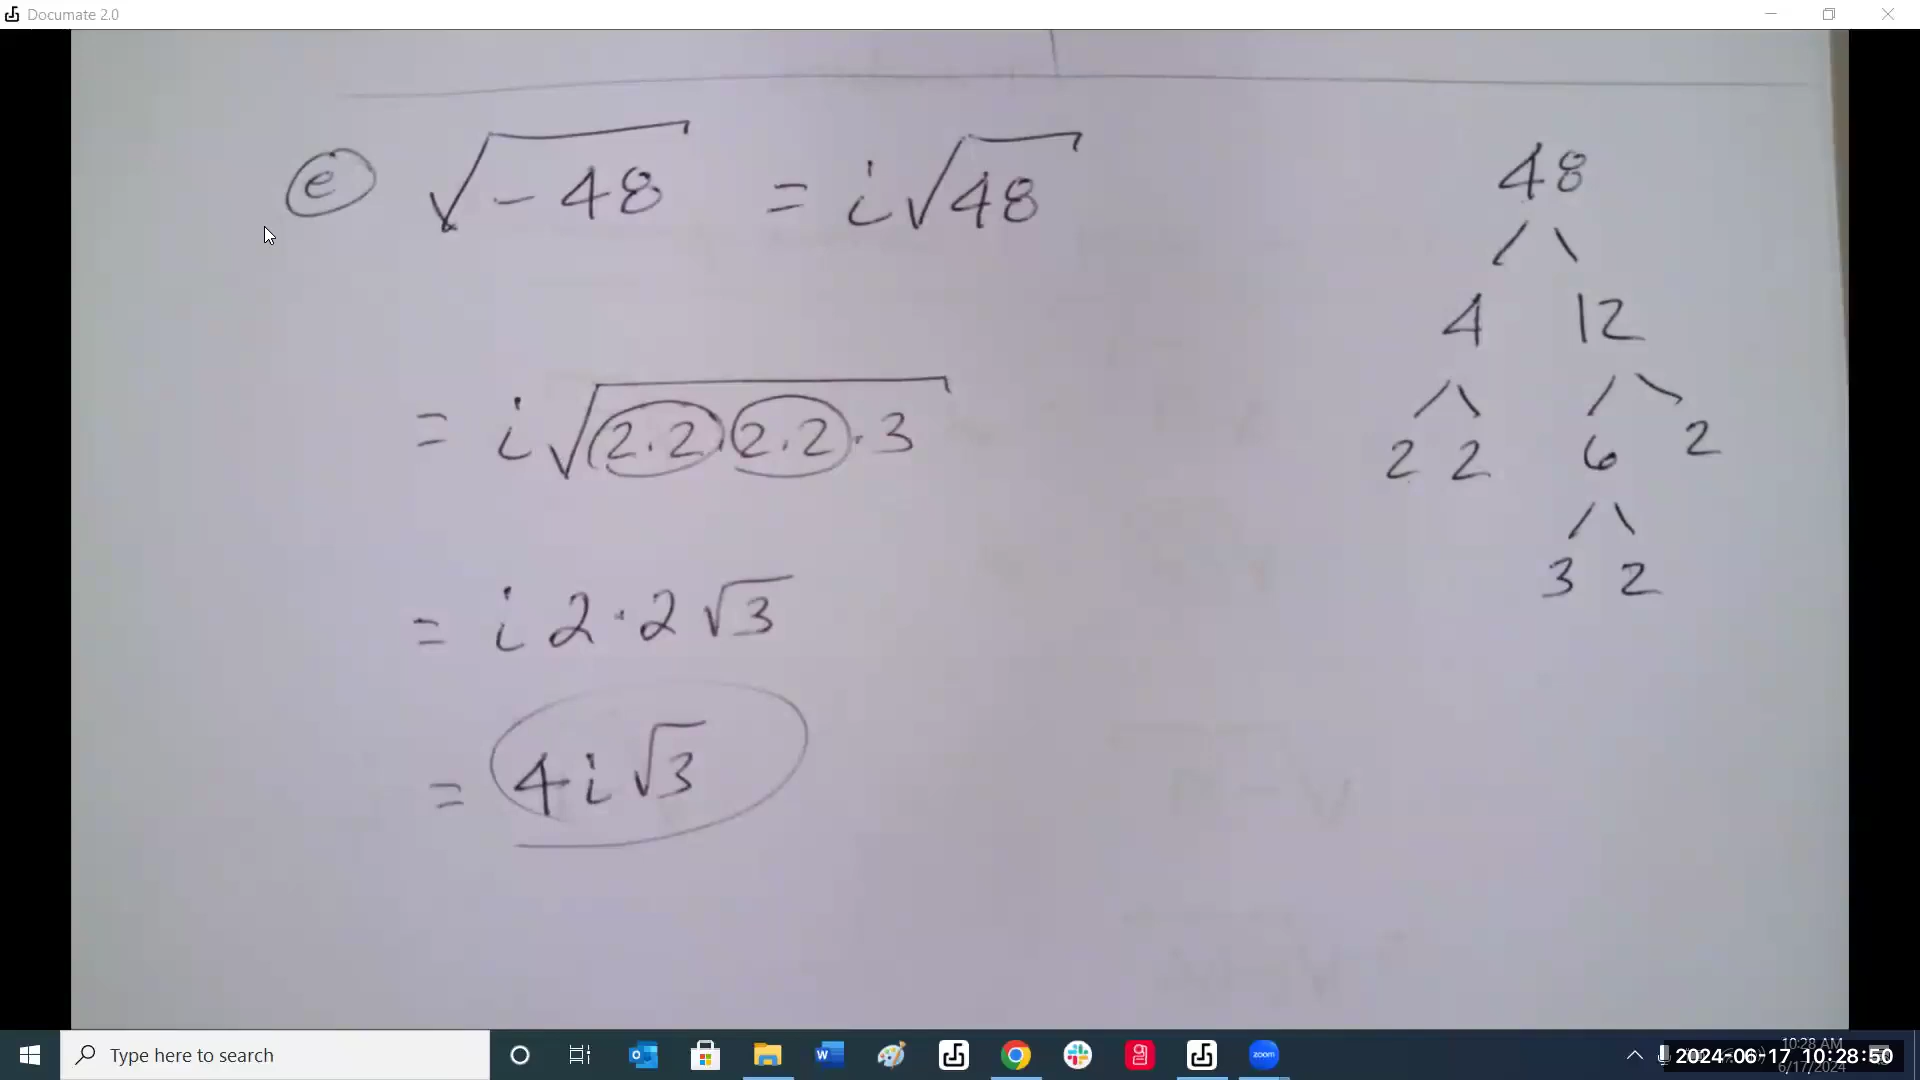 Documate 2.0
e √-48 = i√48
= i√2·2·2·2·3
= i 2·2√3
= 4i√3
48
4 12
2 2 6 2
3 2
Type here to search
10:28 AM
2024-06-17 10:28:50
6/17/2024